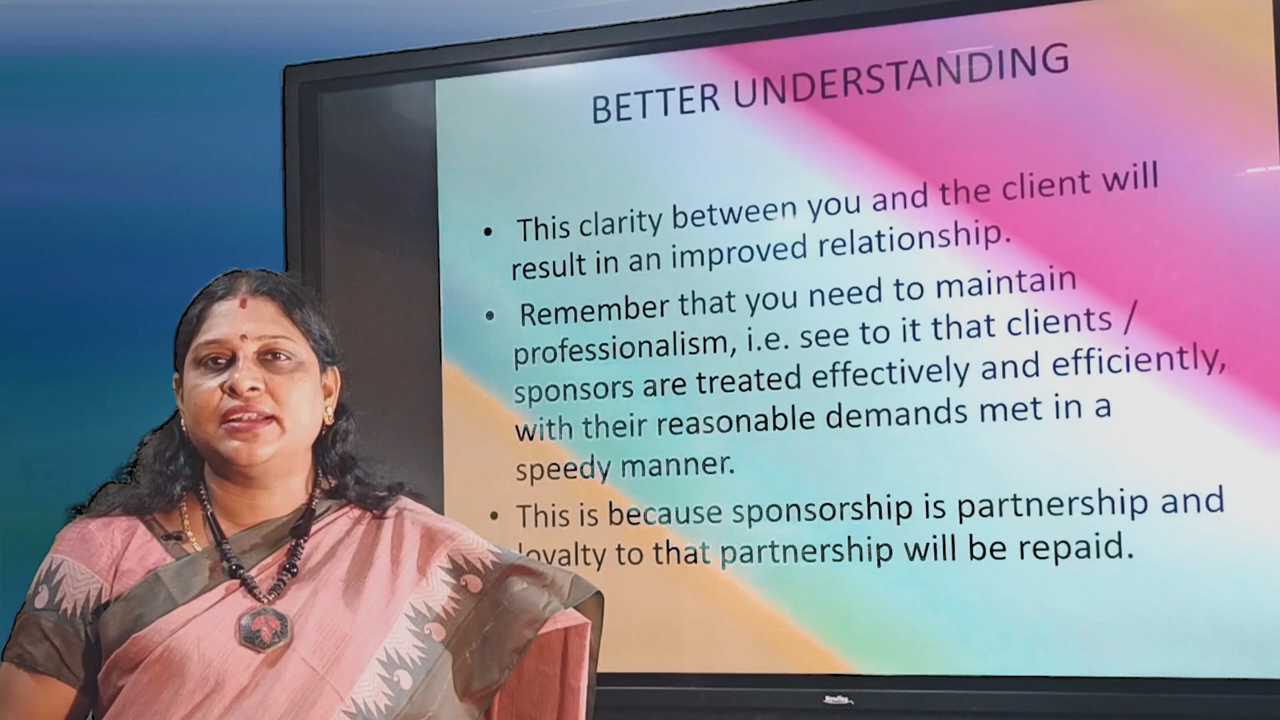 BETTER UNDERSTANDING
• This clarity between you and the client will
result in an improved relationship.
• Remember that you need to maintain
professionalism, i.e. see to it that clients /
sponsors are treated effectively and efficiently,
with their reasonable demands met in a
speedy manner.
• This is because sponsorship is partnership and
loyalty to that partnership will be repaid.